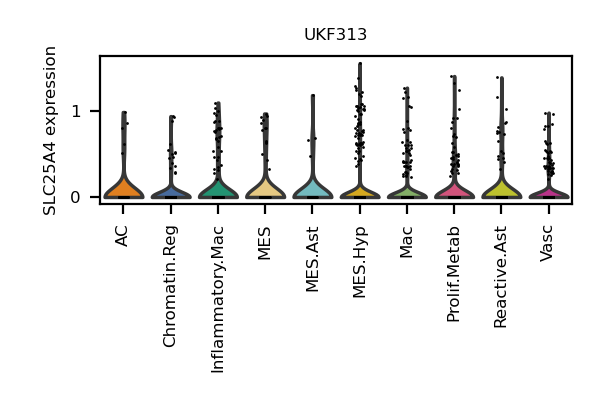 UKF313
SLC25A4 expression
1
0
AC
Chromatin.Reg
Inflammatory.Mac
MES
MES.Ast
MES.Hyp
Mac
Prolif.Metab
Reactive.Ast
Vasc